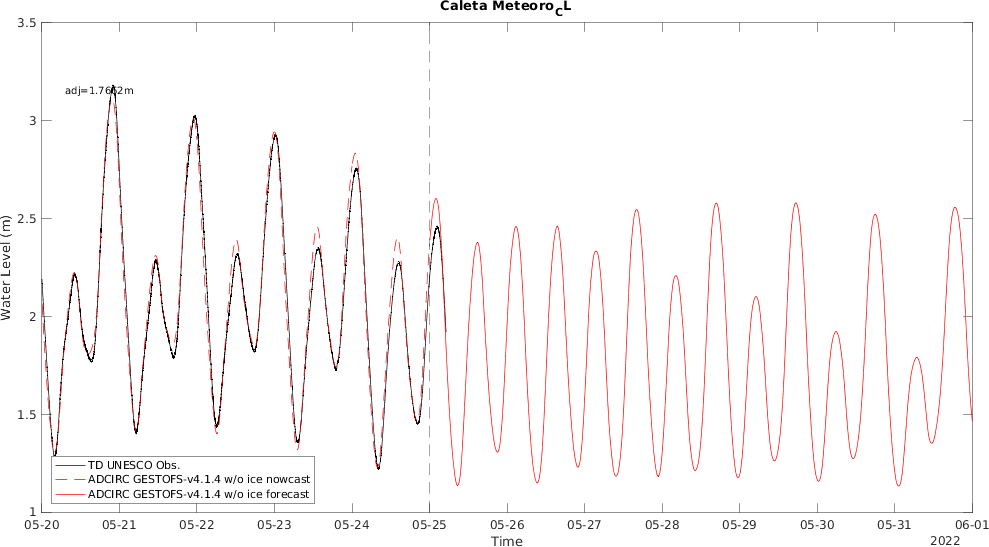 Caleta Meteoro_CL
3.5
adj=1.7662m
3
2.5
Water Level (m)
2
1.5
TD UNESCO Obs.
ADCIRC GESTOFS-v4.1.4 w/o ice nowcast
ADCIRC GESTOFS-v4.1.4 w/o ice forecast
1
05-20 05-21 05-22 05-23 05-24 05-25 05-26 05-27 05-28 05-29 05-30 05-31 06-01
Time
2022